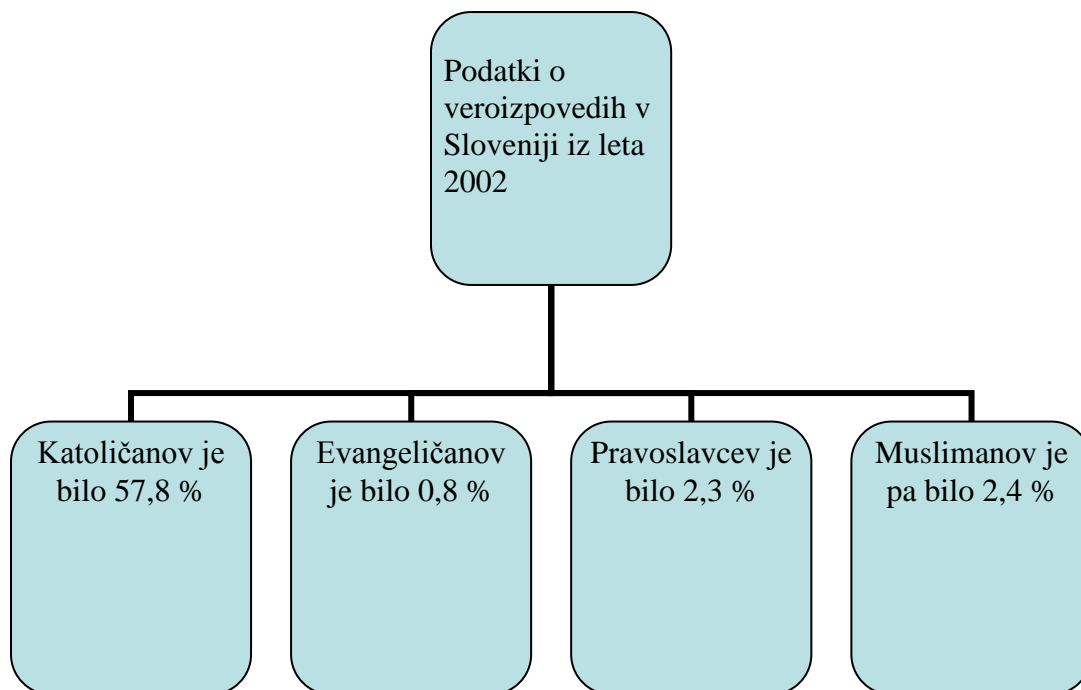 Podatki o
veroizpovedih v
Sloveniji iz leta
2002
Katoličanov je
bilo 57,8 %
Evangeličanov
je bilo 0,8 %
Pravoslavcev je
bilo 2,3 %
Muslimanov je
pa bilo 2,4 %